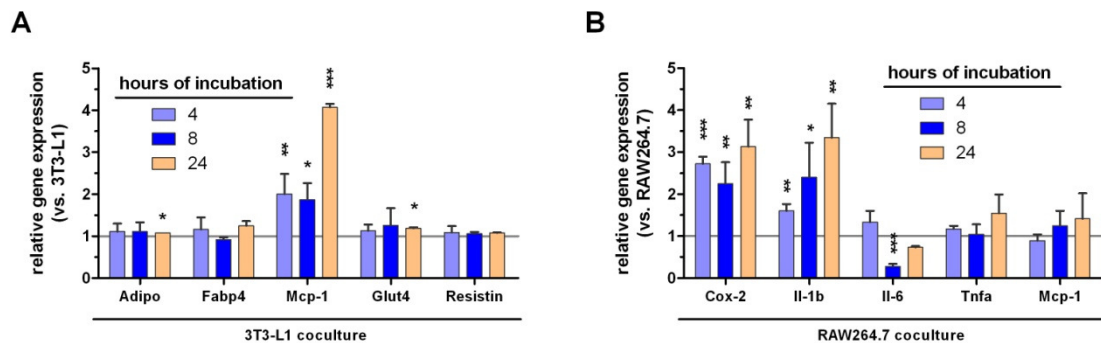 A
relative gene expression
(vs. 3T3-L1)
hours of incubation
4
8
24
5
4
3
2
1
0
*
**
*
***
*
Adipo Fabp4 Mcp-1 Glut4 Resistin
3T3-L1 coculture
B
relative gene expression
(vs. RAW264.7)
hours of incubation
4
8
24
5
4
3
2
1
0
***
**
**
**
*
**
***
Cox-2 Il-1b Il-6 Tnfa Mcp-1
RAW264.7 coculture